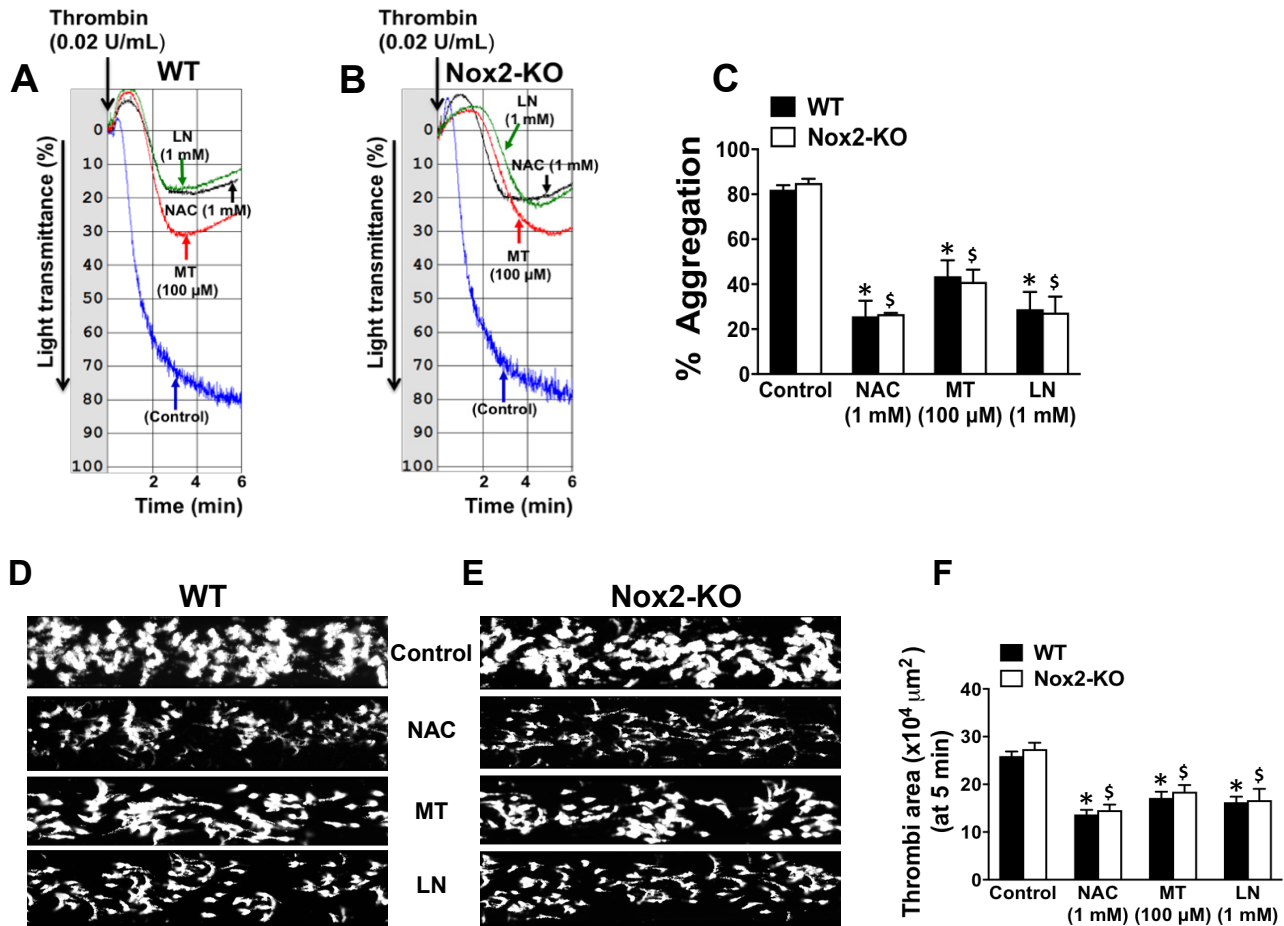 Thrombin
(0.02 U/mL)
A
WT
0
10
20
30
40
50
60
70
80
90
100
Light transmittance (%)
LN
(1 mM)
NAC (1 mM)
MT
(100 µM)
(Control)
2 4 6
Time (min)
Thrombin
(0.02 U/mL)
B
Nox2-KO
0
10
20
30
40
50
60
70
80
90
100
Light transmittance (%)
LN
(1 mM)
NAC (1 mM)
MT
(100 µM)
(Control)
2 4 6
Time (min)
C
WT
Nox2-KO
% Aggregation
100
80
60
40
20
0
* $ * $ * $
Control NAC MT LN
(1 mM) (100 µM) (1 mM)
D
WT
E
Nox2-KO
Control
NAC
MT
LN
F
WT
Nox2-KO
Thrombi area (x10⁴ µm²)
(at 5 min)
40
30
20
10
0
* $ * $ * $
Control NAC MT LN
(1 mM) (100 µM) (1 mM)